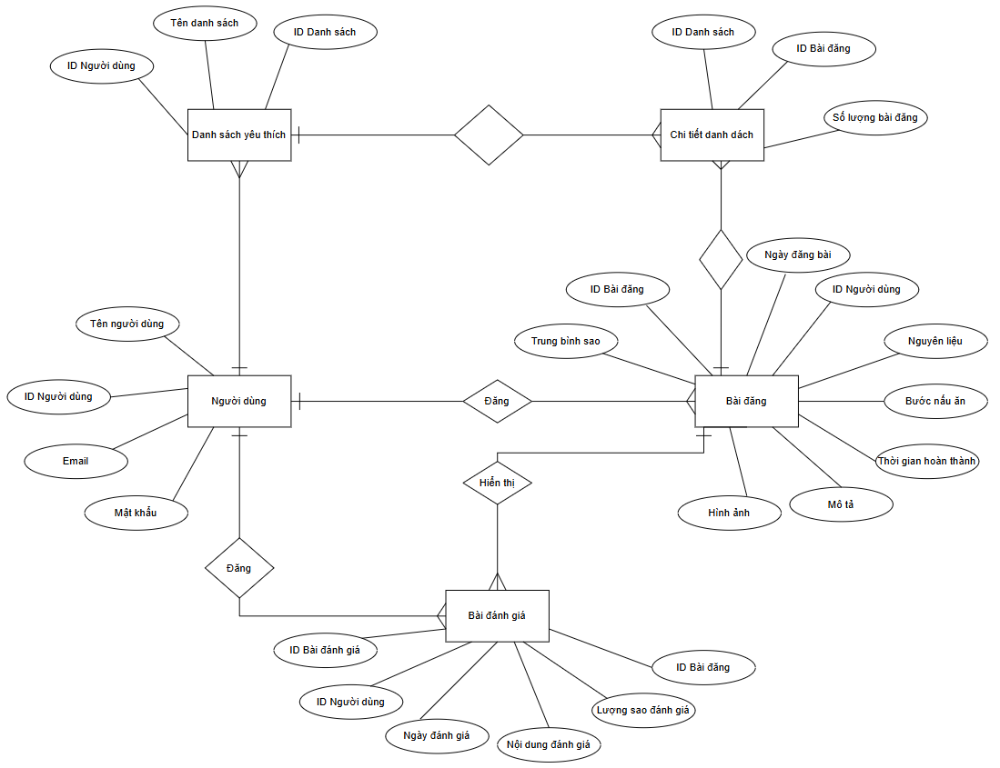 Tên danh sách
ID Danh sách
ID Người dùng
ID Danh sách
ID Bài đăng
Số lượng bài đăng
Danh sách yêu thích
Chi tiết danh dách
Ngày đăng bài
ID Bài đăng
ID Người dùng
Tên người dùng
Trung bình sao
Nguyên liệu
ID Người dùng
Người dùng
Đăng
Bài đăng
Bước nấu ăn
Email
Thời gian hoàn thành
Hiển thị
Mật khẩu
Hình ảnh
Mô tả
Đăng
Bài đánh giá
ID Bài đánh giá
ID Bài đăng
ID Người dùng
Lượng sao đánh giá
Ngày đánh giá
Nội dung đánh giá